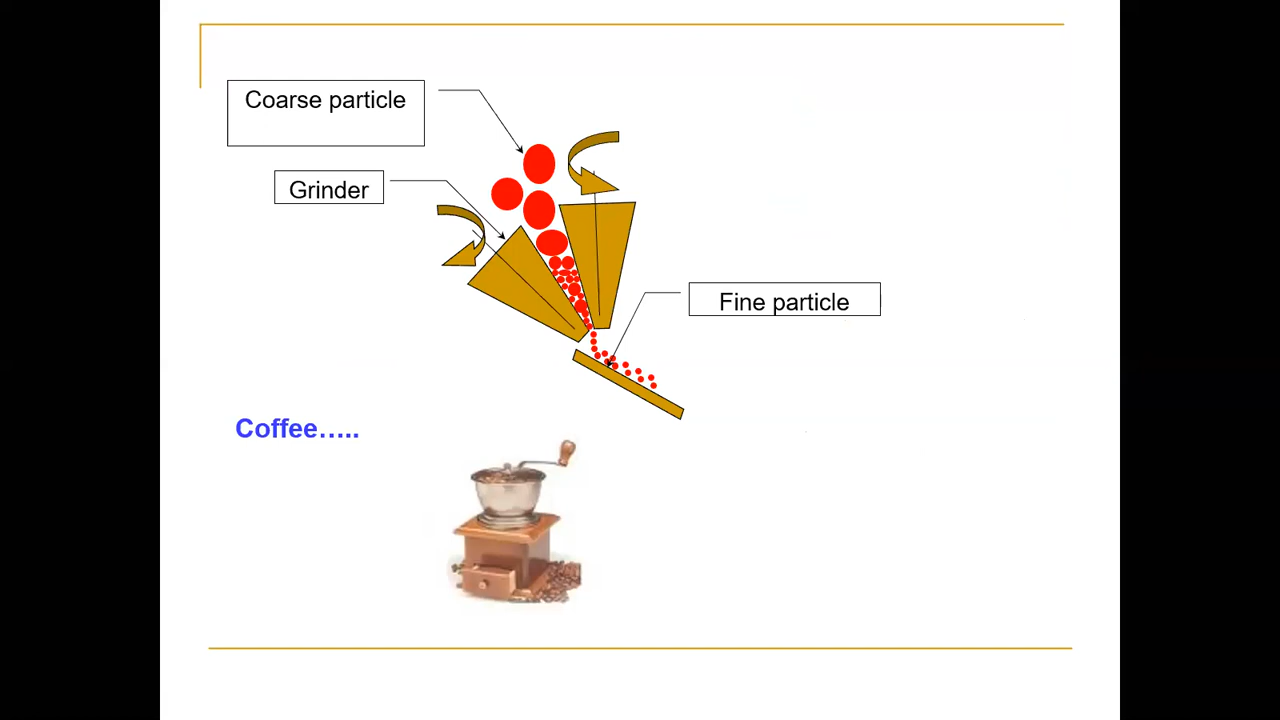 Coarse particle
Grinder
Fine particle
Coffee…..